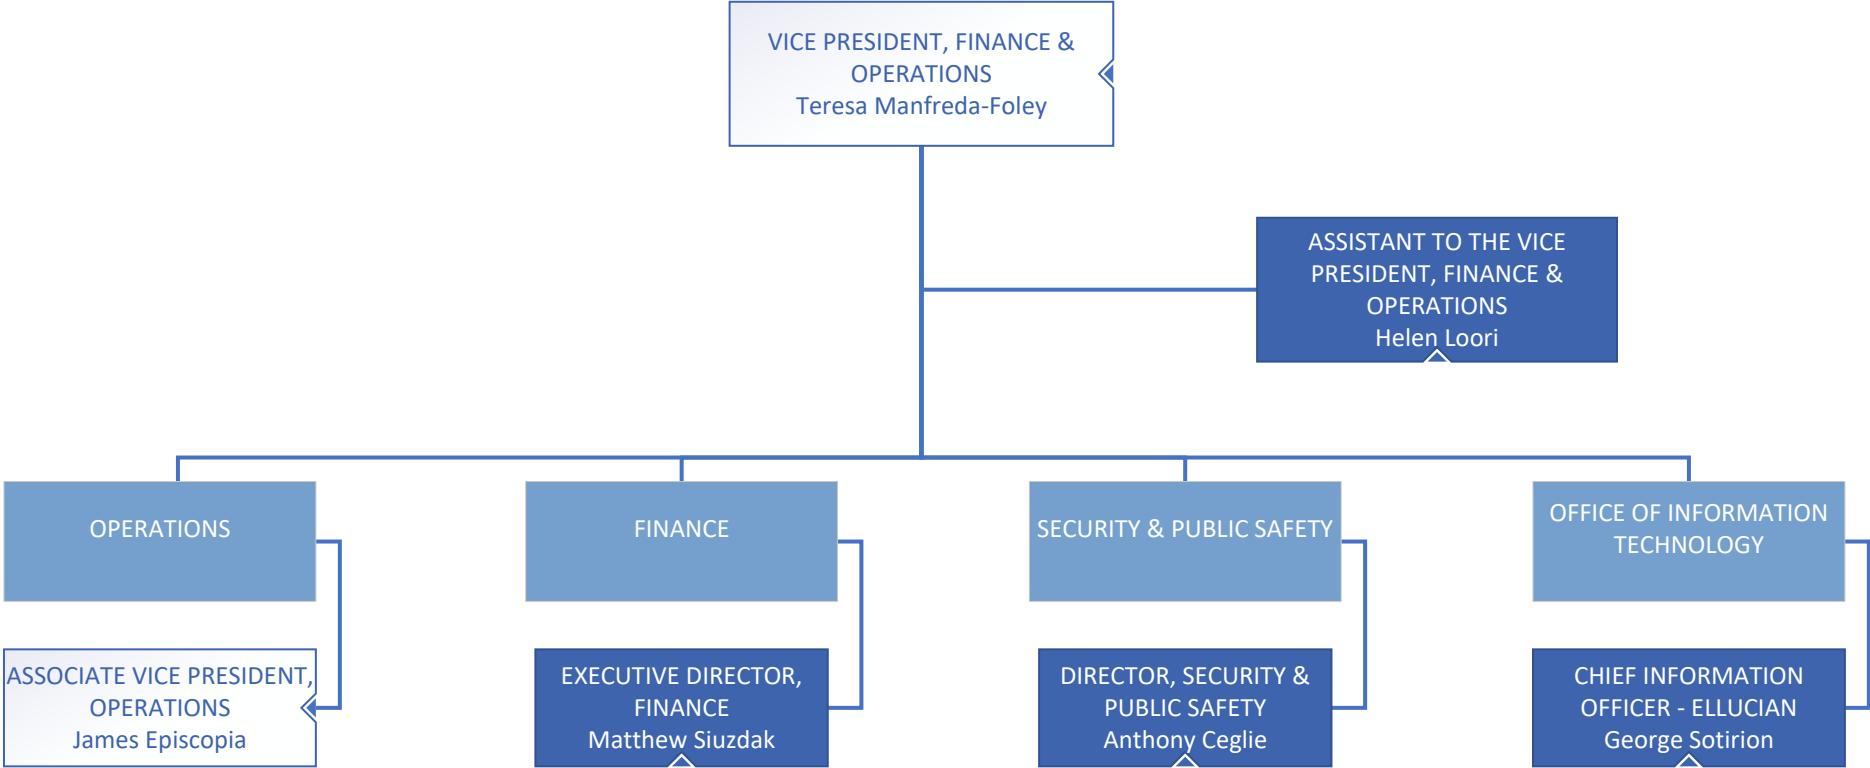 VICE PRESIDENT, FINANCE &
OPERATIONS
Teresa Manfreda-Foley
ASSISTANT TO THE VICE
PRESIDENT, FINANCE &
OPERATIONS
Helen Loori
OPERATIONS
FINANCE
SECURITY & PUBLIC SAFETY
OFFICE OF INFORMATION
TECHNOLOGY
ASSOCIATE VICE PRESIDENT,
OPERATIONS
James Episcopia
EXECUTIVE DIRECTOR,
FINANCE
Matthew Siuzdak
DIRECTOR, SECURITY &
PUBLIC SAFETY
Anthony Ceglie
CHIEF INFORMATION
OFFICER - ELLUCIAN
George Sotirion